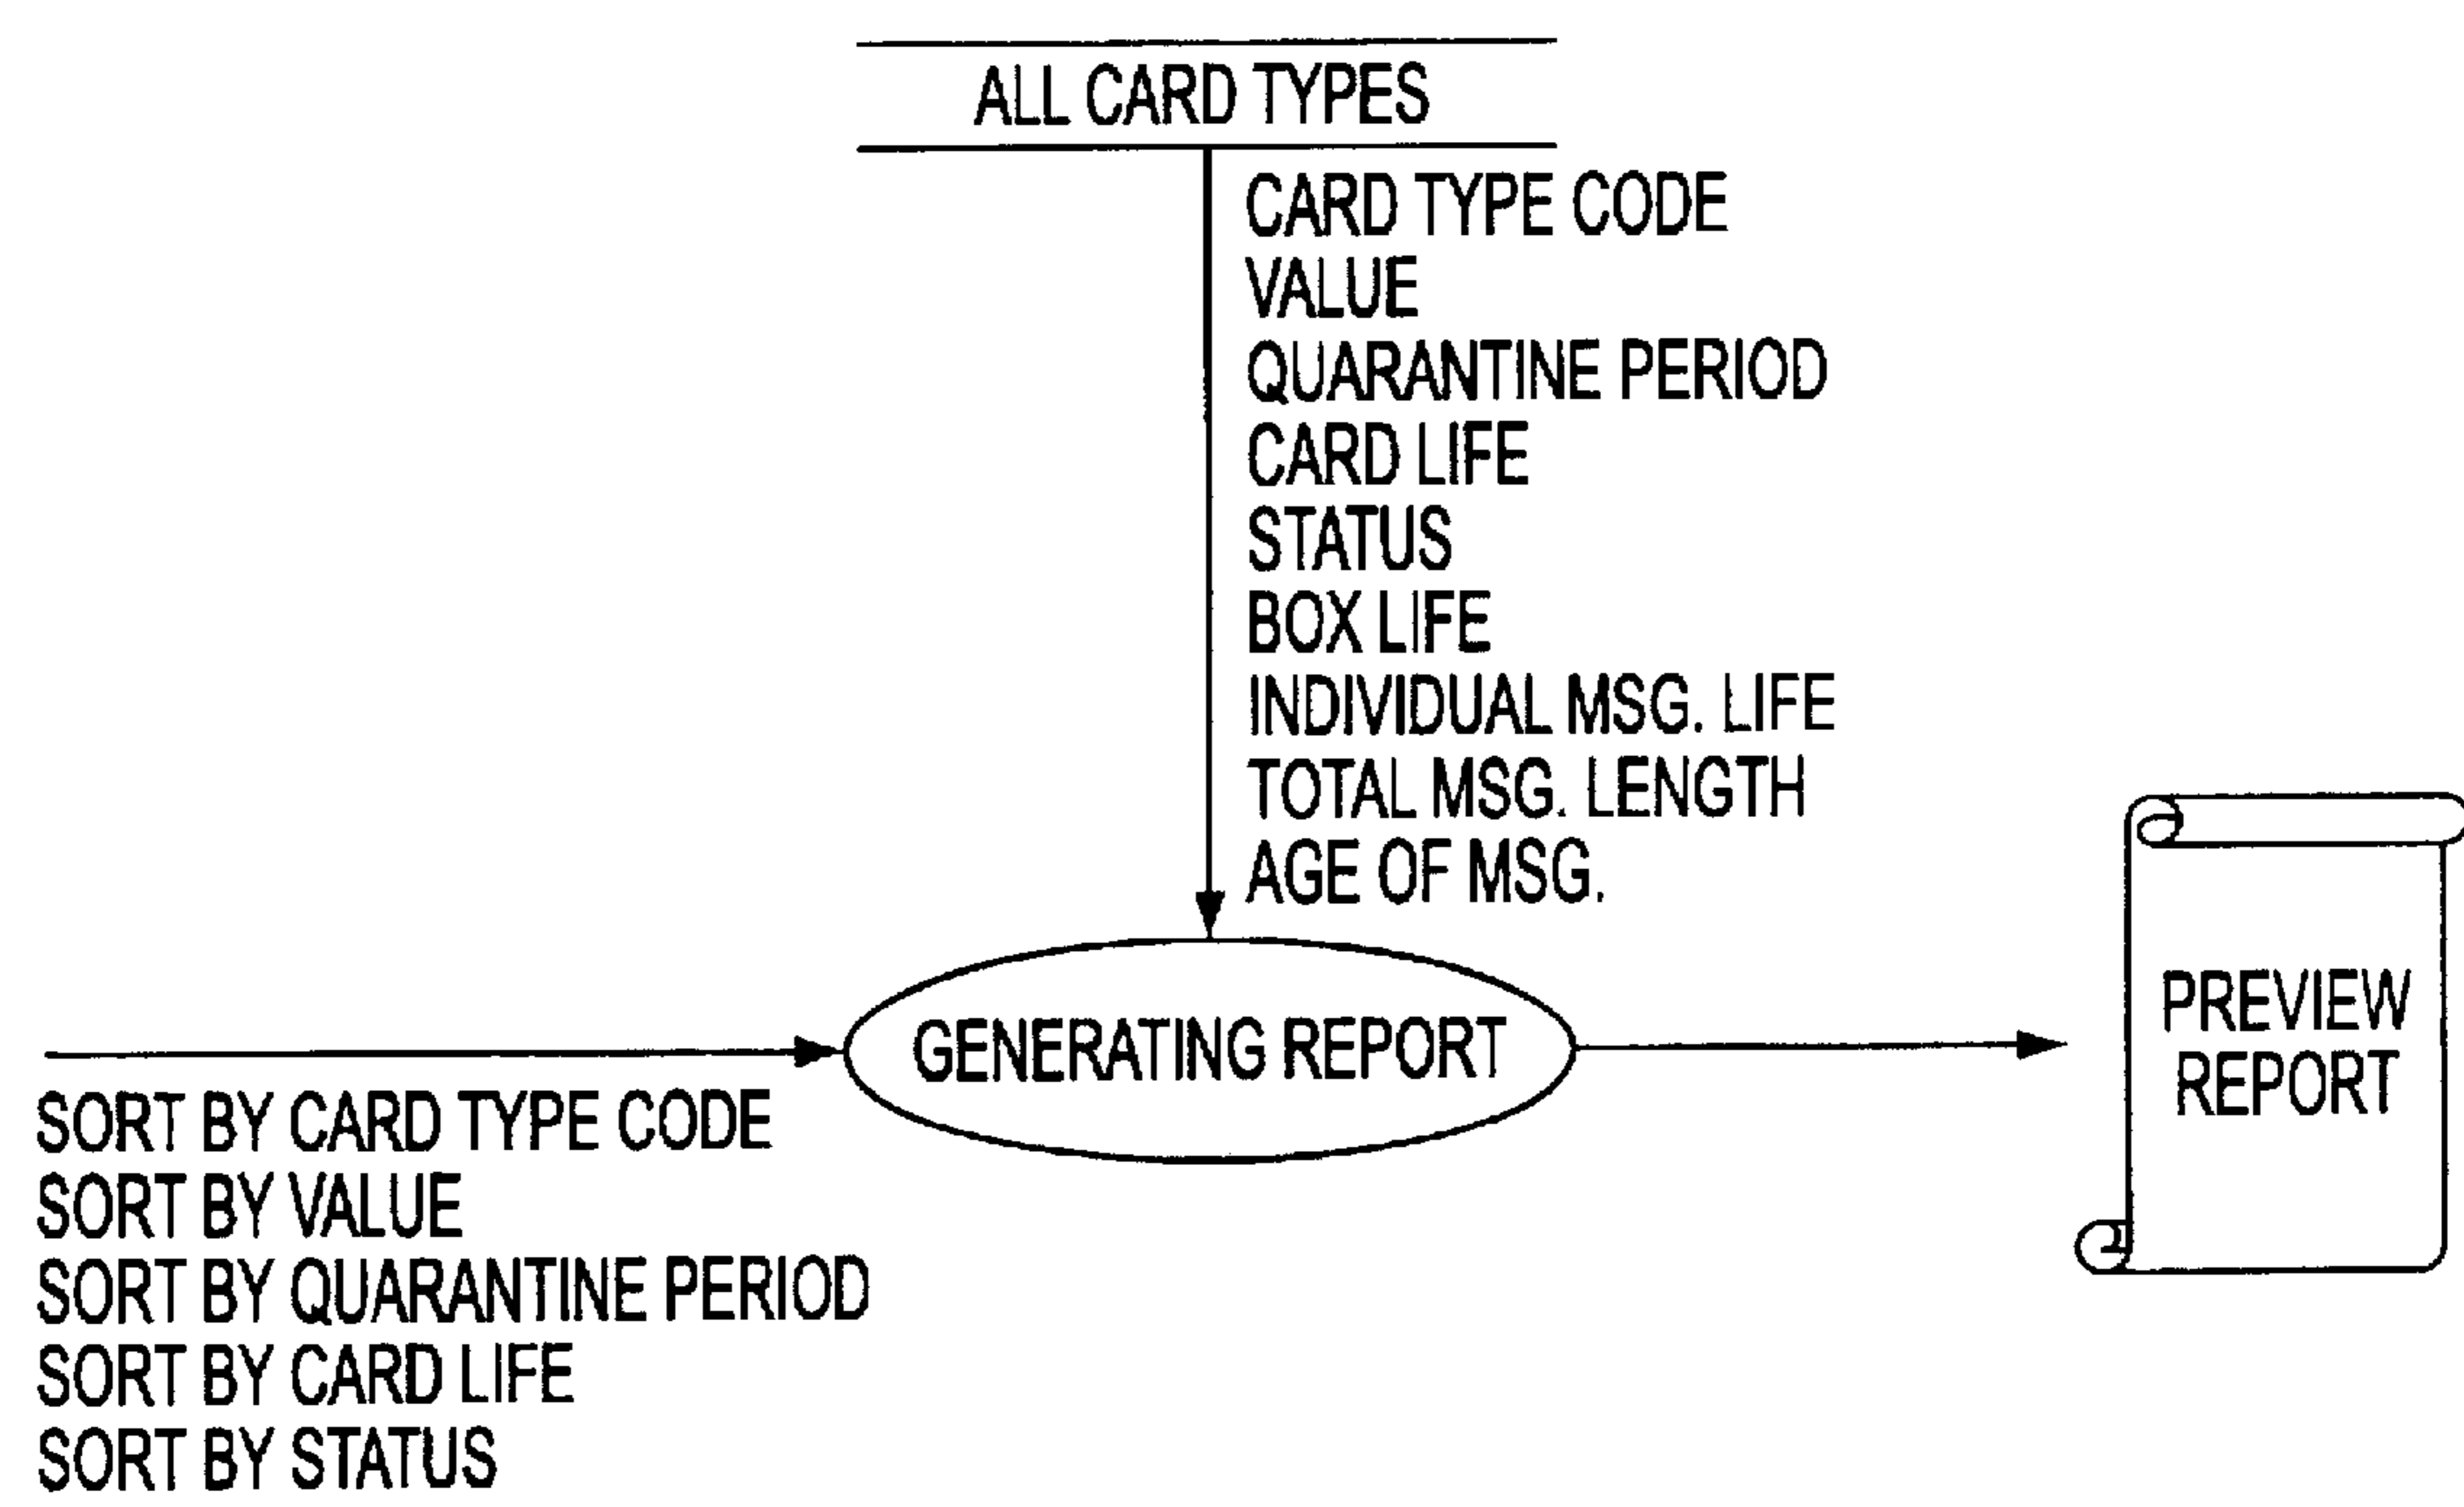 ALL CARD TYPES
CARD TYPE CODE
VALUE
QUARANTINE PERIOD
CARD LIFE
STATUS
BOX LIFE
INDIVIDUAL MSG. LIFE
TOTAL MSG. LENGTH
AGE OF MSG.
GENERATING REPORT
PREVIEW
REPORT
SORT BY CARD TYPE CODE
SORT BY VALUE
SORT BY QUARANTINE PERIOD
SORT BY CARD LIFE
SORT BY STATUS